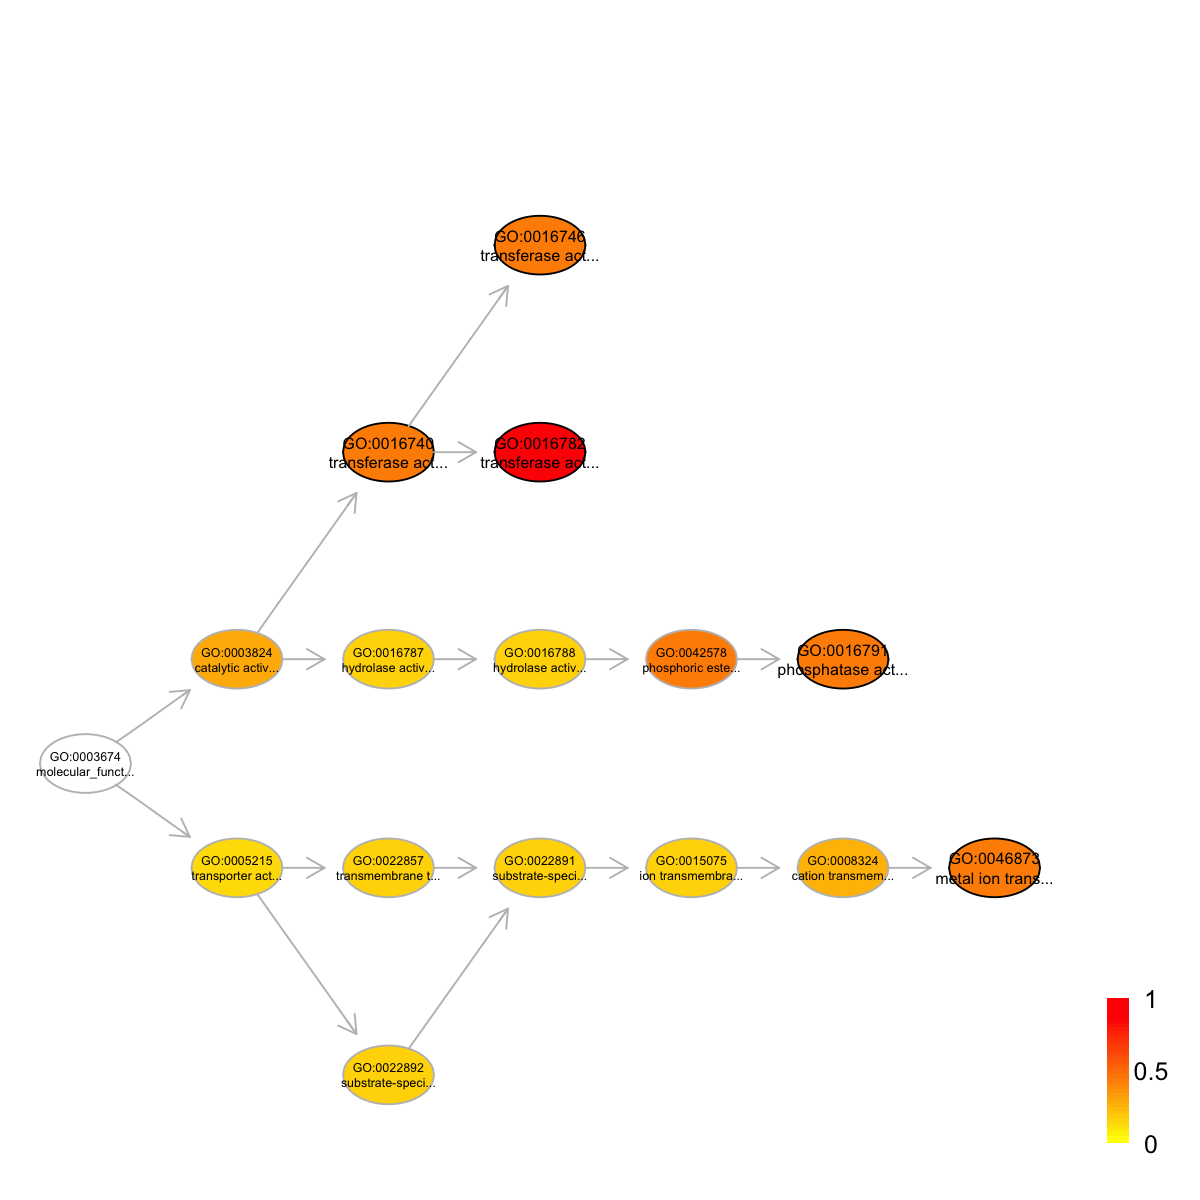 GO:0016746
transferase act...
GO:0016740
transferase act...
GO:0016782
transferase act...
GO:0003824
catalytic activ...
GO:0016787
hydrolase activ...
GO:0016788
hydrolase activ...
GO:0042578
phosphoric este...
GO:0016791
phosphatase act...
GO:0003674
molecular_funct...
GO:0005215
transporter act...
GO:0022857
transmembrane t...
GO:0022891
substrate-speci...
GO:0015075
ion transmembra...
GO:0008324
cation transmem...
GO:0046873
metal ion trans...
GO:0022892
substrate-speci...
1
0.5
0